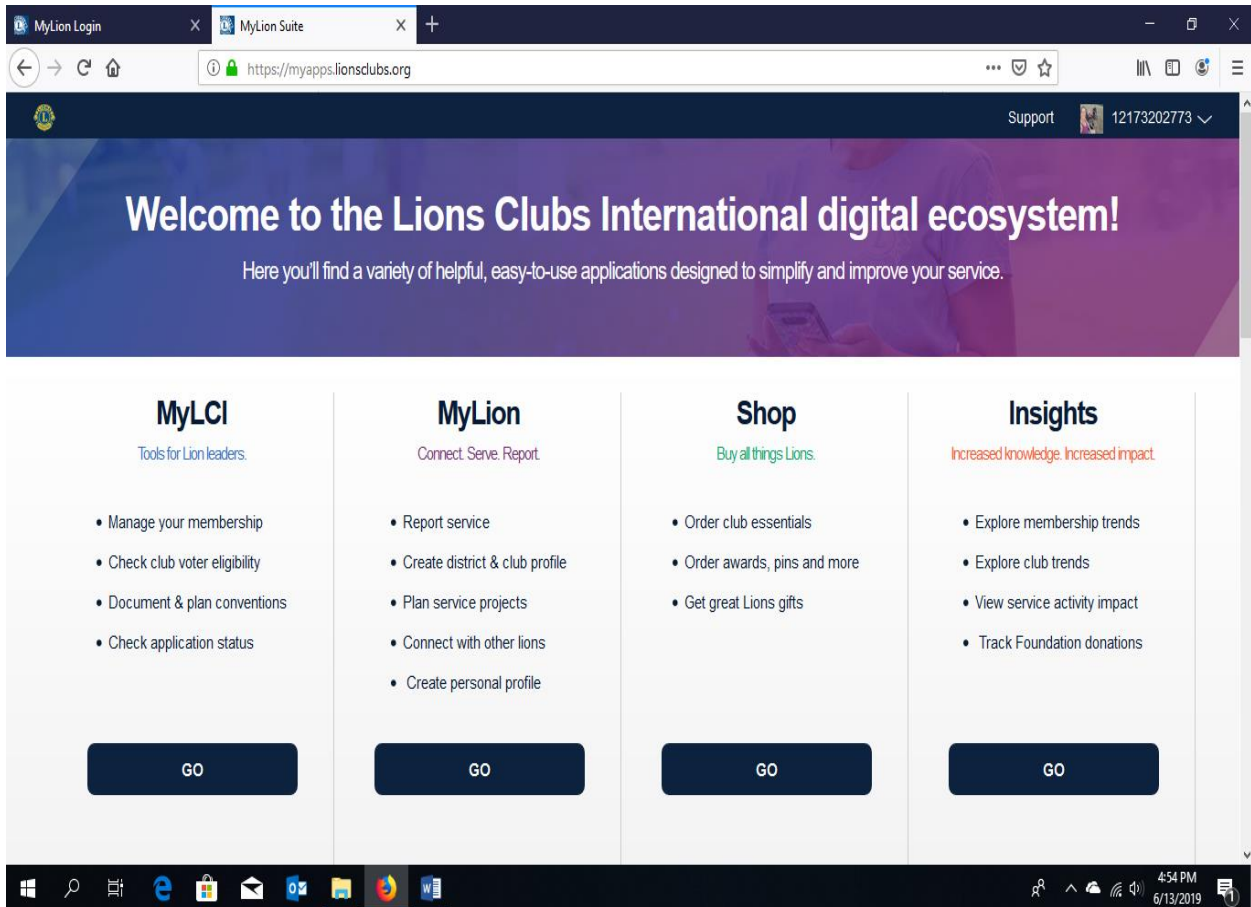 MyLion Login
MyLion Suite
https://myapps.lionsclubs.org
Support 12173202773
Welcome to the Lions Clubs International digital ecosystem!
Here you'll find a variety of helpful, easy-to-use applications designed to simplify and improve your service.
MyLCI
Tools for Lion leaders.
• Manage your membership
• Check club voter eligibility
• Document & plan conventions
• Check application status
GO
MyLion
Connect. Serve. Report.
• Report service
• Create district & club profile
• Plan service projects
• Connect with other lions
• Create personal profile
GO
Shop
Buy all things Lions.
• Order club essentials
• Order awards, pins and more
• Get great Lions gifts
GO
Insights
Increased knowledge. Increased impact.
• Explore membership trends
• Explore club trends
• View service activity impact
• Track Foundation donations
GO
4:54 PM
6/13/2019